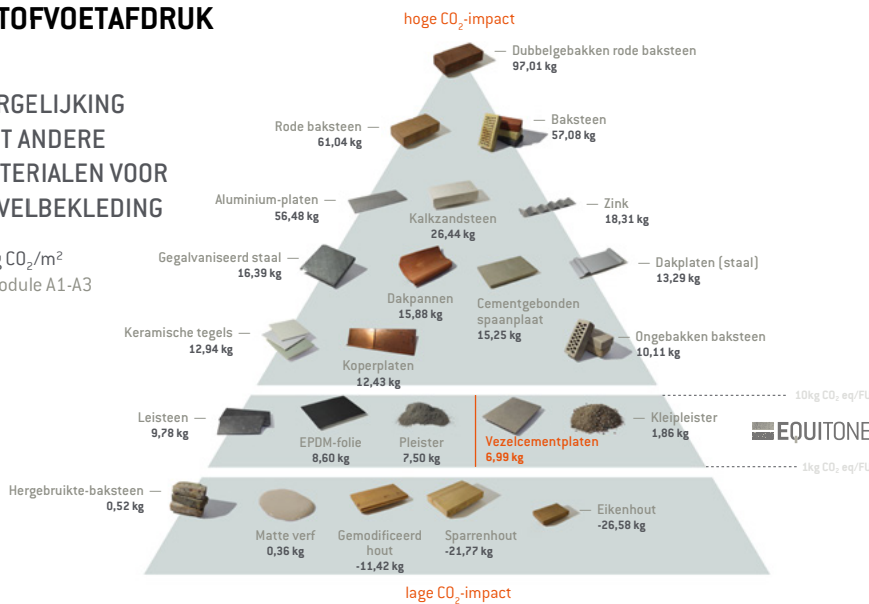 TOFVOETAFDRUK
hoge CO₂-impact
RGELIJKING
T ANDERE
TERIALEN VOOR
VELBEKLEDING
g CO₂/m²
odule A1-A3
Dubbelgebakken rode baksteen
97,01 kg
Rode baksteen
61,04 kg
Baksteen
57,08 kg
Aluminium-platen
56,48 kg
Kalkzandsteen
26,44 kg
Zink
18,31 kg
Gegalvaniseerd staal
16,39 kg
Dakpannen
15,88 kg
Cementgebonden
spaanplaat
15,25 kg
Dakplaten (staal)
13,29 kg
Keramische tegels
12,94 kg
Koperplaten
12,43 kg
Ongebakken baksteen
10,11 kg
10kg CO₂ eq/FU
Leisteen
9,78 kg
EPDM-folie
8,60 kg
Pleister
7,50 kg
Vezelcementplaten
6,99 kg
Kleipleister
1,86 kg
EQUITONE
1kg CO₂ eq/FU
Hergebruikte-baksteen
0,52 kg
Matte verf
0,36 kg
Gemodificeerd
hout
-11,42 kg
Sparrenhout
-21,77 kg
Eikenhout
-26,58 kg
lage CO₂-impact